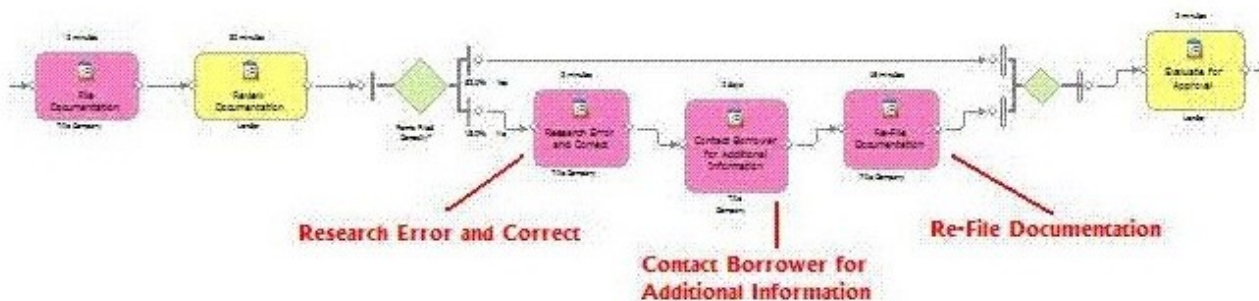 File
Documentation
Title Company
Review
Documentation
Lender
Yes
No
Research Error
and Correct
Title Company
Contact Borrower
for Additional
Information
Title
Company
Re-File
Documentation
Title Company
Evaluate for
Approval
Lender
Research Error and Correct
Contact Borrower for
Additional Information
Re-File Documentation